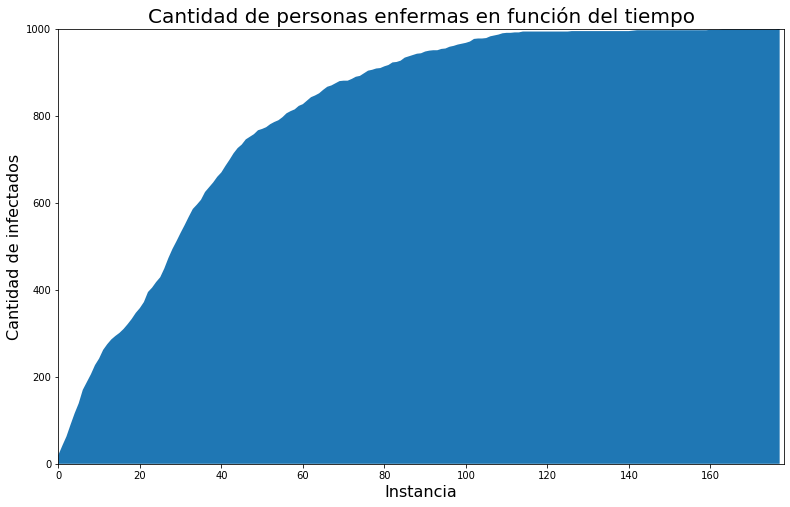 Cantidad de personas enfermas en función del tiempo
1000
800
600
400
200
0
Cantidad de infectados
0 20 40 60 80 100 120 140 160
Instancia